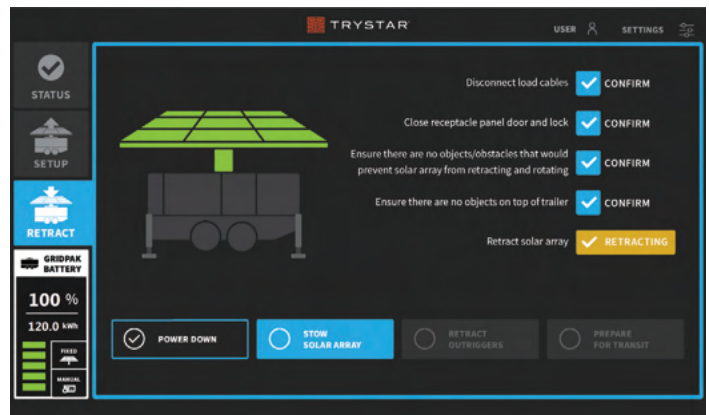 TRYSTAR
USER
SETTINGS
STATUS
SETUP
RETRACT
GRIDPAK
BATTERY
100 %
120.0 kWh
FIXED
MANUAL
Disconnect load cables
CONFIRM
Close receptacle panel door and lock
CONFIRM
Ensure there are no objects/obstacles that would
prevent solar array from retracting and rotating
CONFIRM
Ensure there are no objects on top of trailer
CONFIRM
Retract solar array
RETRACTING
POWER DOWN
STOW
SOLAR ARRAY
RETRACT
OUTRIGGERS
PREPARE
FOR TRANSIT